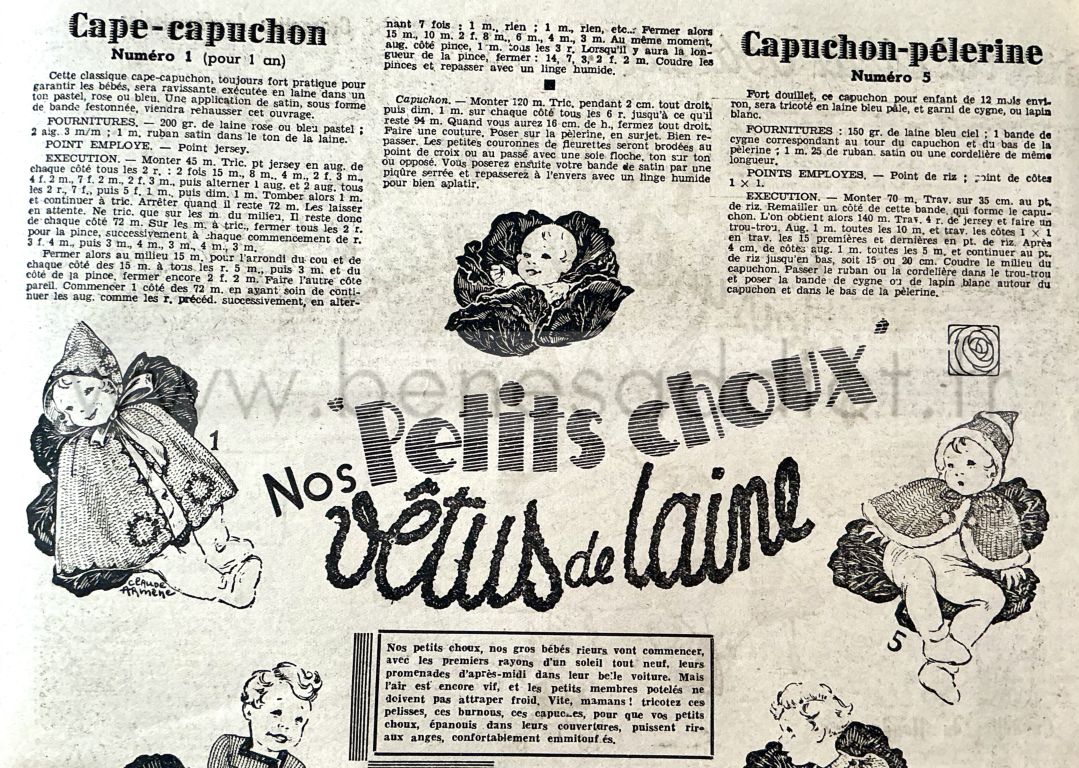 Cape-capuchon
Numéro 1 (pour 1 an)
Cette classique cape-capuchon, toujours fort pratique pour
garantir les bébés, sera ravissante exécutée en laine dans un
ton pastel, rose ou bleu. Une application de satin, sous forme
de bande festonnée, viendra rehausser cet ouvrage.
FOURNITURES. — 200 gr. de laine rose ou bleu pastel ;
2 aig. 3 m/m ; 1 m. ruban satin dans le ton de la laine.
POINT EMPLOYE. — Point jersey.
EXECUTION. — Monter 45 m. Tric. pt jersey en aug. de
chaque côté tous les 2 r. : 2 fois 15 m., 8 m., 4 m., 2 f. 3 m.,
4 f. 2 m., 7 f. 2 m., 2 f. 3 m., puis alterner 1 aug. et 2 aug. tous
les 2 r., 7 f., puis 5 f. 1 m., puis dim. 1 m. Tomber alors 1 m.
et continuer à tric. Arrêter quand il reste 72 m. Les laisser
en attente. Ne tric. que sur les m. du milieu. Il reste donc
de chaque côté 72 m. Sur les m. à tric., fermer tous les 2 r.
pour la pince, successivement à chaque commencement de r.
3 f. 4 m., puis 3 m., 4 m., 3 m., 4 m., 3 m.
Fermer alors au milieu 15 m. pour l'arrondi du cou et de
chaque côté des 15 m. à tous les r. 5 m., puis 3 m. et du
côté de la pince, fermer encore 2 f. 2 m. Faire l'autre côté
pareil. Commencer 1 côté des 72 m. en ayant soin de conti-
nuer les aug. comme les r. précéd. successivement, en alter-
nant 7 fois : 1 m., rien ; 1 m., rien, etc... Fermer alors
15 m., 10 m. 2 f. 8 m., 6 m., 4 m., 3 m. Au même moment,
aug. côté pince, 1 m. tous les 3 r. Lorsqu'il y aura la lon-
gueur de la pince, fermer : 14, 7, 3, 2 f. 2 m. Coudre les
pinces et repasser avec un linge humide.
Capuchon. — Monter 120 m. Tric. pendant 2 cm. tout droit,
puis dim. 1 m. sur chaque côté tous les 6 r. jusqu'à ce qu'il
reste 94 m. Quand vous aurez 16 cm. de h., fermez tout droit.
Faire une couture. Poser sur la pèlerine en surjet. Bien re-
passer. Les petites couronnes de fleurettes seront brodées au
point de croix ou au passé avec une soie floche, ton sur ton
ou opposé. Vous poserez ensuite votre bande de satin par une
piqûre serrée et repasserez à l'envers avec un linge humide
pour bien aplatir.
Capuchon-pélerine
Numéro 5
Fort douillet, ce capuchon pour enfant de 12 mois envi-
ron, sera tricoté en laine bleu pâle, et garni de cygne, ou lapin
blanc.
FOURNITURES : 150 gr. de laine bleu ciel ; 1 bande de
cygne correspondant au tour du capuchon et du bas de la
pèlerine ; 1 m. 25 de ruban. satin ou une cordelière de même
longueur.
POINTS EMPLOYES. — Point de riz ; point de côtes
1 × 1.
EXECUTION. — Monter 70 m. Trav. sur 35 cm. au pt.
de riz. Remailler un côté de cette bande, qui forme le capu-
chon. L'on obtient alors 140 m. Trav. 4 r. de jersey et faire un
trou-trou. Aug. 1 m. toutes les 10 m. et trav. les côtes 1 × 1
en trav. les 15 premières et dernières en pt. de riz. Après
4 cm. de côtes aug. 1 m. toutes les 5 m. et continuer au pt.
de riz jusqu'en bas, soit 15 ou 20 cm. Coudre le milieu du
capuchon. Passer le ruban ou la cordelière dans le trou-trou
et poser la bande de cygne ou de lapin blanc autour du
capuchon et dans le bas de la pèlerine.
www.benesadvet.fr
1
Claude
Armène
Nos "Petits choux"
vêtus de laine
5
Nos petits choux, nos gros bébés rieurs vont commencer,
avec les premiers rayons d'un soleil tout neuf, leurs
promenades d'après-midi dans leur belle voiture. Mais
l'air est encore vif, et les petits membres potelés ne
doivent pas attraper froid. Vite, mamans ! tricotez ces
pelisses, ces burnous, ces capuches, pour que vos petits
choux, épanouis dans leurs couvertures, puissent rir-
aux anges, confortablement emmitouflés.